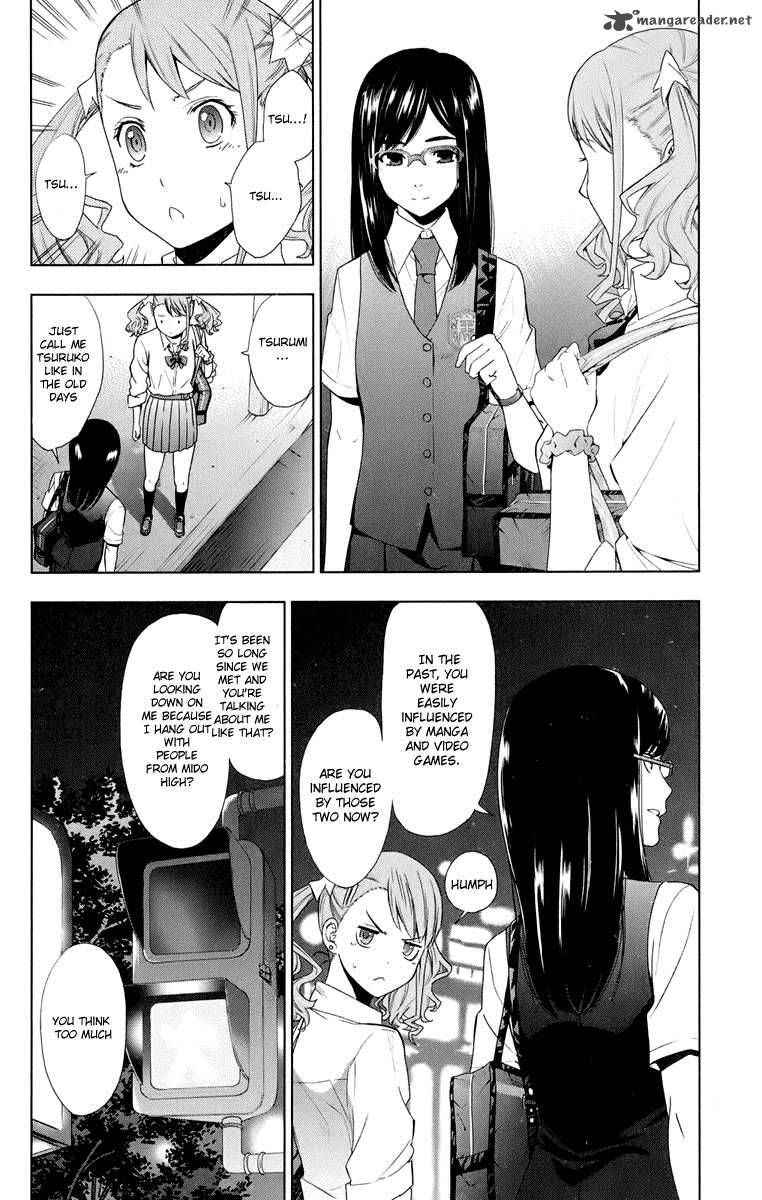 mangareader.net
TSU...!
TSU...
TSU...
TSURUMI
...
JUST
CALL
ME
TSURUKO
LIKE IN
THE OLD
DAYS
IN THE
PAST, YOU
WERE
EASILY
INFLUENCED
BY MANGA
AND VIDEO
GAMES.
ARE YOU
INFLUENCED
BY THOSE
TWO NOW?
HUMPH
IT'S BEEN
SO LONG
SINCE WE
MET AND
YOU'RE
TALKING
ABOUT ME
LIKE THAT?
ARE YOU
LOOKING
DOWN ON
ME BECAUSE
I HANG OUT
WITH
PEOPLE
FROM MIDO
HIGH?
YOU THINK
TOO MUCH